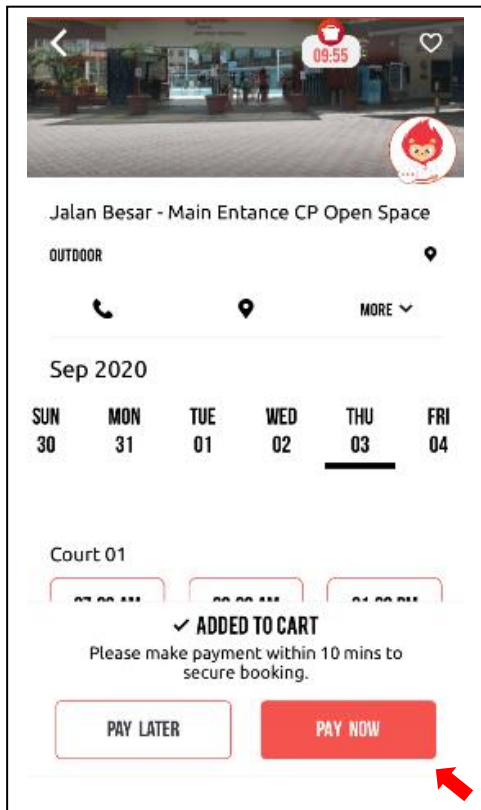 09:55
Jalan Besar - Main Entance CP Open Space
OUTDOOR
MORE
Sep 2020
SUN MON TUE WED THU FRI
30 31 01 02 03 04
Court 01
✓ ADDED TO CART
Please make payment within 10 mins to
secure booking.
PAY LATER PAY NOW